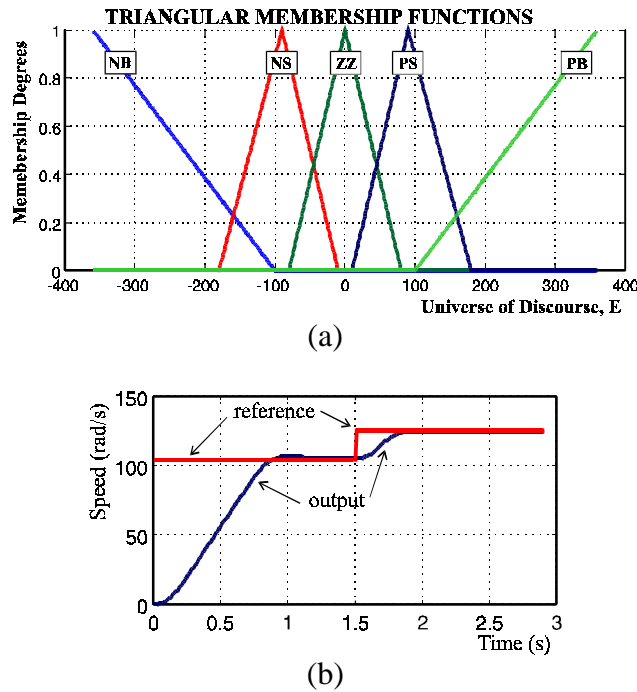 TRIANGULAR MEMBERSHIP FUNCTIONS
1
NB
NS
ZZ
PS
PB
0.8
0.6
0.4
0.2
0
Memebership Degrees
-400 -300 -200 -100 0 100 200 300 400
Universe of Discourse, E
(a)
150
reference
100
output
50
0
Speed (rad/s)
0 0.5 1 1.5 2 2.5 3
Time (s)
(b)